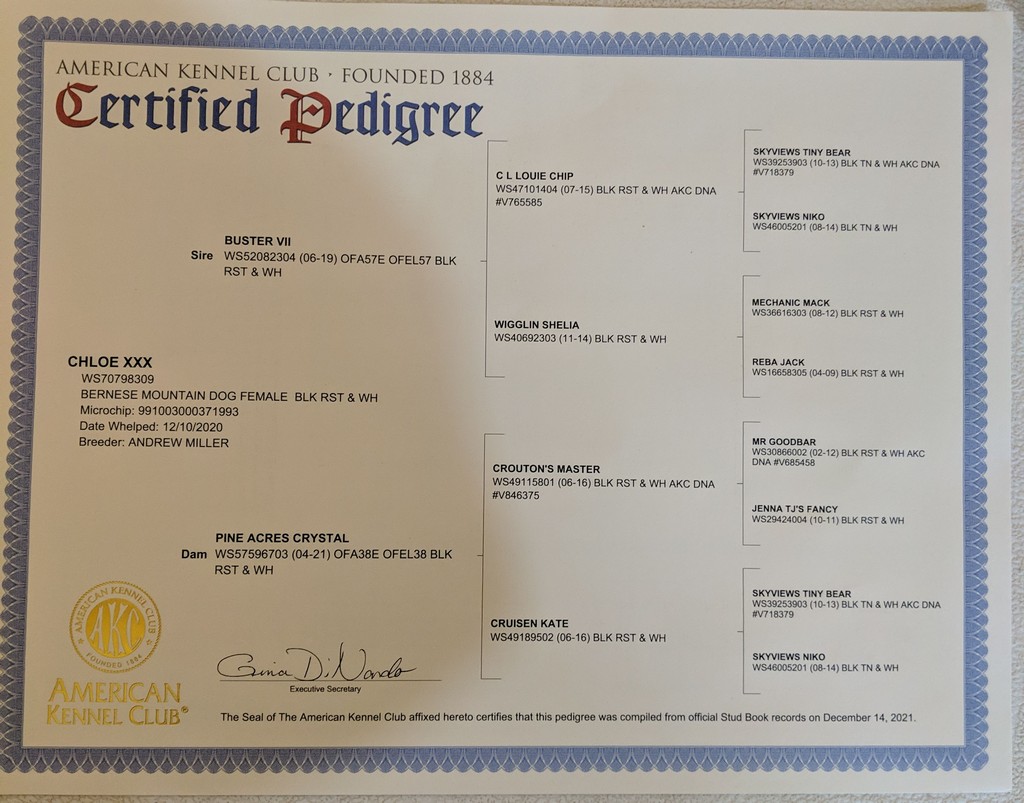 AMERICAN KENNEL CLUB · FOUNDED 1884
Certified Pedigree
SKYVIEWS TINY BEAR
WS39253903 (10-13) BLK TN & WH AKC DNA
#V718379
C L LOUIE CHIP
WS47101404 (07-15) BLK RST & WH AKC DNA
#V765585
SKYVIEWS NIKO
WS46005201 (08-14) BLK TN & WH
BUSTER VII
Sire WS52082304 (06-19) OFA57E OFEL57 BLK
RST & WH
MECHANIC MACK
WS36616303 (08-12) BLK RST & WH
WIGGLIN SHELIA
WS40692303 (11-14) BLK RST & WH
REBA JACK
WS16658305 (04-09) BLK RST & WH
CHLOE XXX
WS70798309
BERNESE MOUNTAIN DOG FEMALE BLK RST & WH
Microchip: 991003000371993
Date Whelped: 12/10/2020
Breeder: ANDREW MILLER
MR GOODBAR
WS30866002 (02-12) BLK RST & WH AKC
DNA #V685458
CROUTON'S MASTER
WS49115801 (06-16) BLK RST & WH AKC DNA
#V846375
JENNA TJ'S FANCY
WS29424004 (10-11) BLK RST & WH
PINE ACRES CRYSTAL
Dam WS57596703 (04-21) OFA38E OFEL38 BLK
RST & WH
SKYVIEWS TINY BEAR
WS39253903 (10-13) BLK TN & WH AKC DNA
#V718379
CRUISEN KATE
WS49189502 (06-16) BLK RST & WH
SKYVIEWS NIKO
WS46005201 (08-14) BLK TN & WH
AMERICAN KENNEL CLUB
AKC
FOUNDED 1884
Gina DiNardo
Executive Secretary
AMERICAN
KENNEL CLUB®
The Seal of The American Kennel Club affixed hereto certifies that this pedigree was compiled from official Stud Book records on December 14, 2021.